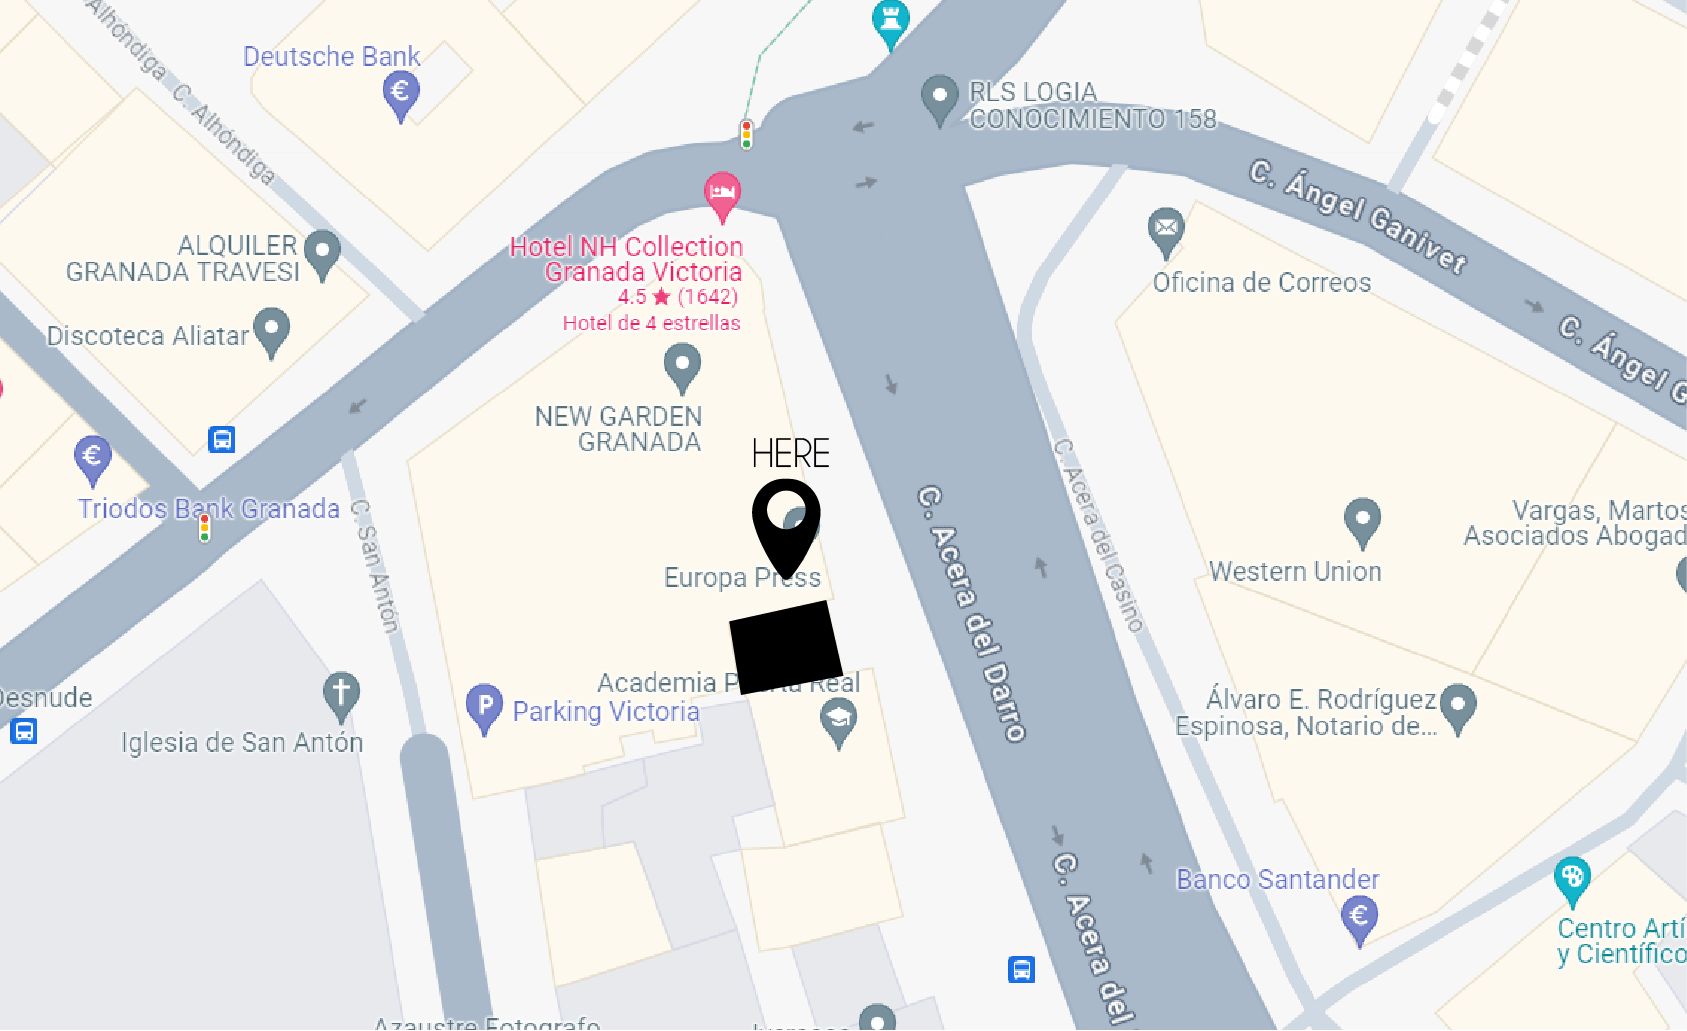 Alhóndiga
C. Alhóndiga
Deutsche Bank
€
RLS LOGIA
CONOCIMIENTO 158
C. Ángel Ganivet
C. Ángel G
ALQUILER
GRANADA TRAVESI
Discoteca Aliatar
Hotel NH Collection
Granada Victoria
4.5 ★ (1642)
Hotel de 4 estrellas
Oficina de Correos
NEW GARDEN
GRANADA
HERE
€
Triodos Bank Granada
C. San Antón
Europa Press
C. Acera del Darro
C. Acera del Casino
Western Union
Vargas, Martos
Asociados Abogad
Desnude
Iglesia de San Antón
Academia P rta Real
P
Parking Victoria
Álvaro E. Rodríguez
Espinosa, Notario de...
C. Acera del
Banco Santander
€
Centro Artí
y Científico
Azaustre Fotografo